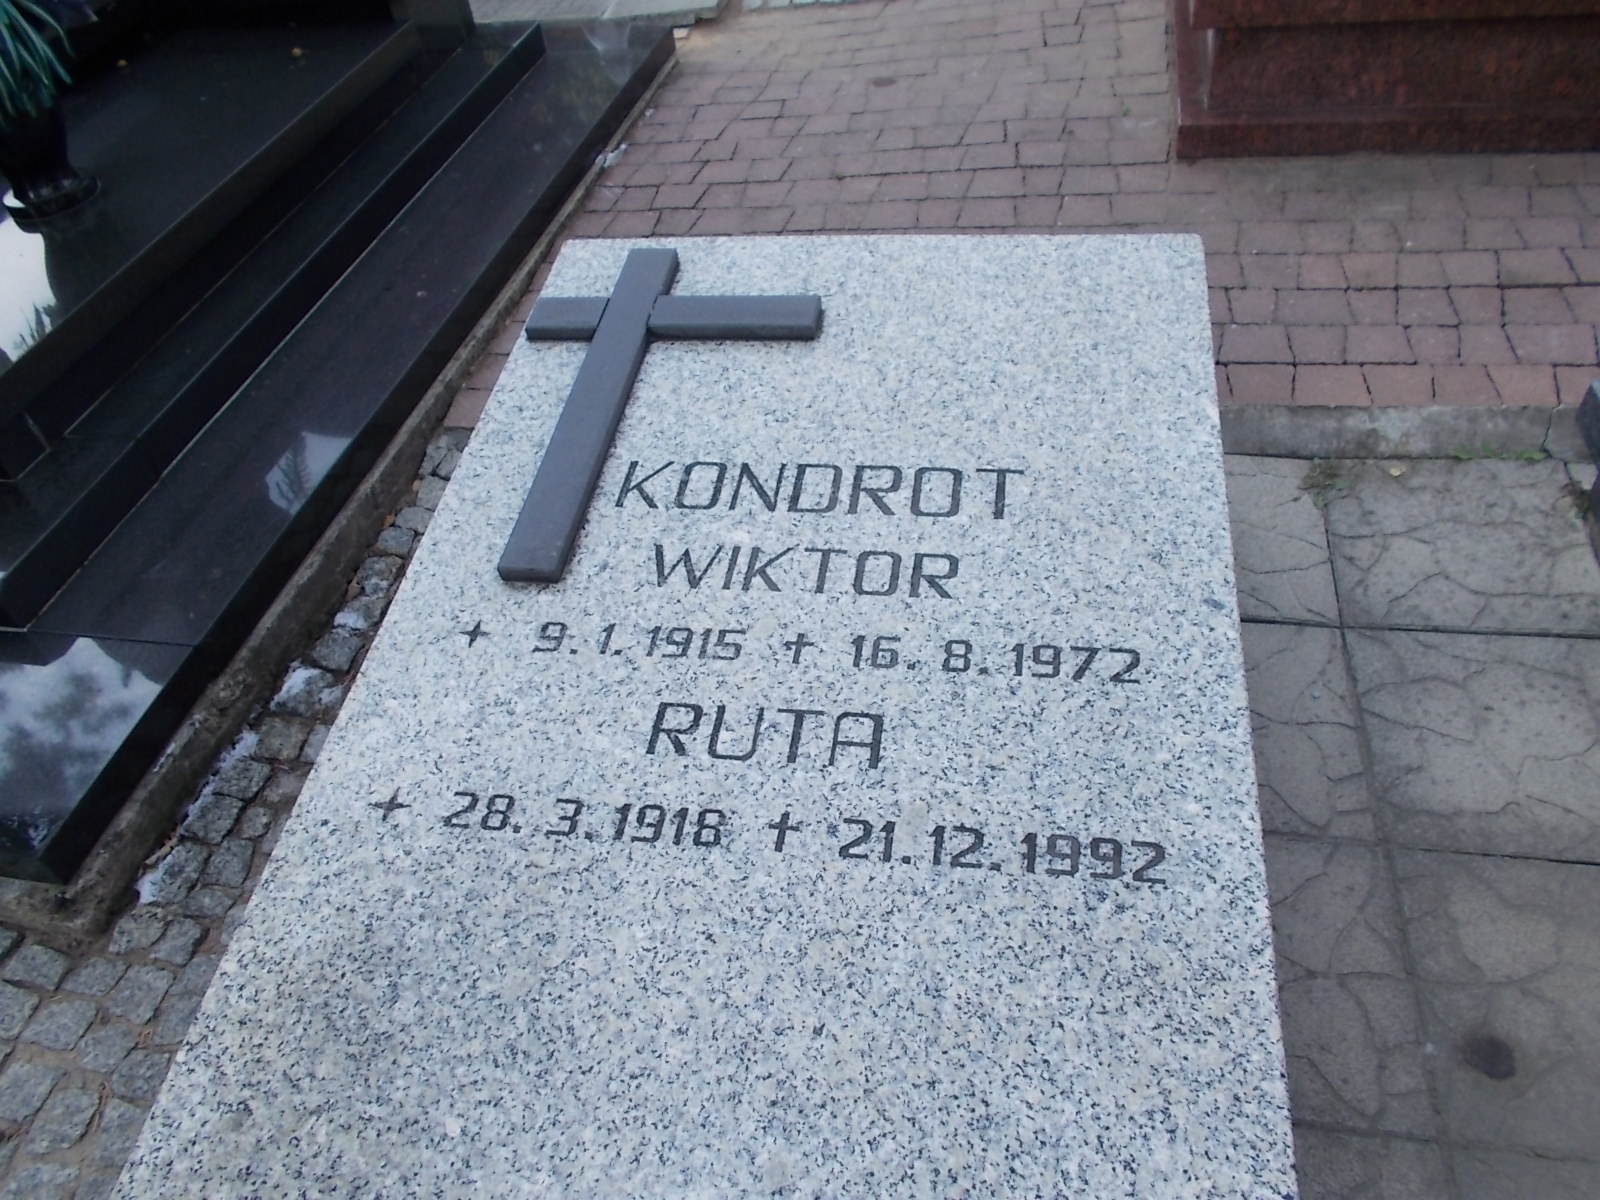 KONDROT
WIKTOR
+ 9.1.1915 + 16.8.1972
RUTA
+ 28.3.1918 + 21.12.1992